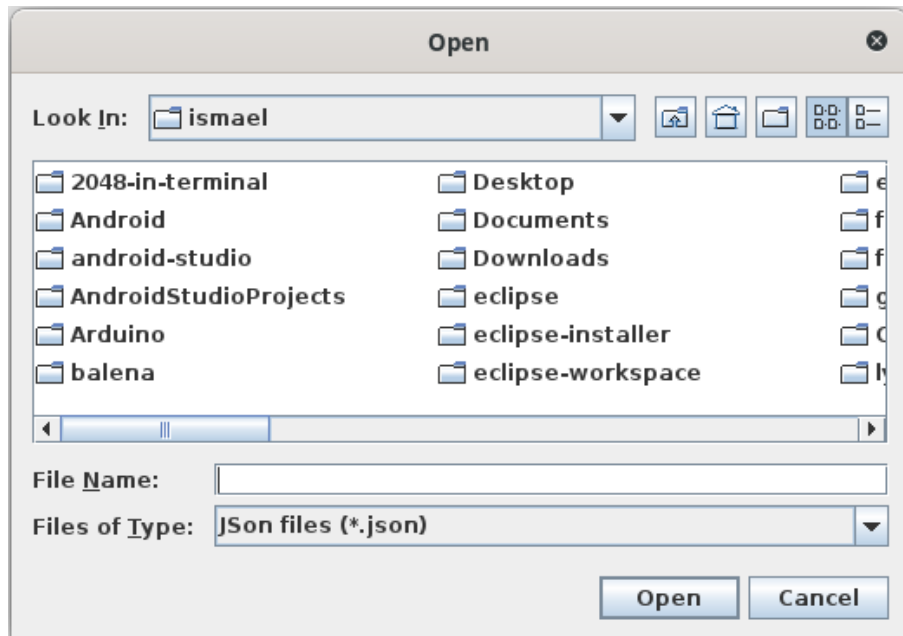 Open
Look In: ismael
2048-in-terminal
Android
android-studio
AndroidStudioProjects
Arduino
balena
Desktop
Documents
Downloads
eclipse
eclipse-installer
eclipse-workspace
e
f
f
g
File Name:
Files of Type: JSon files (*.json)
Open Cancel